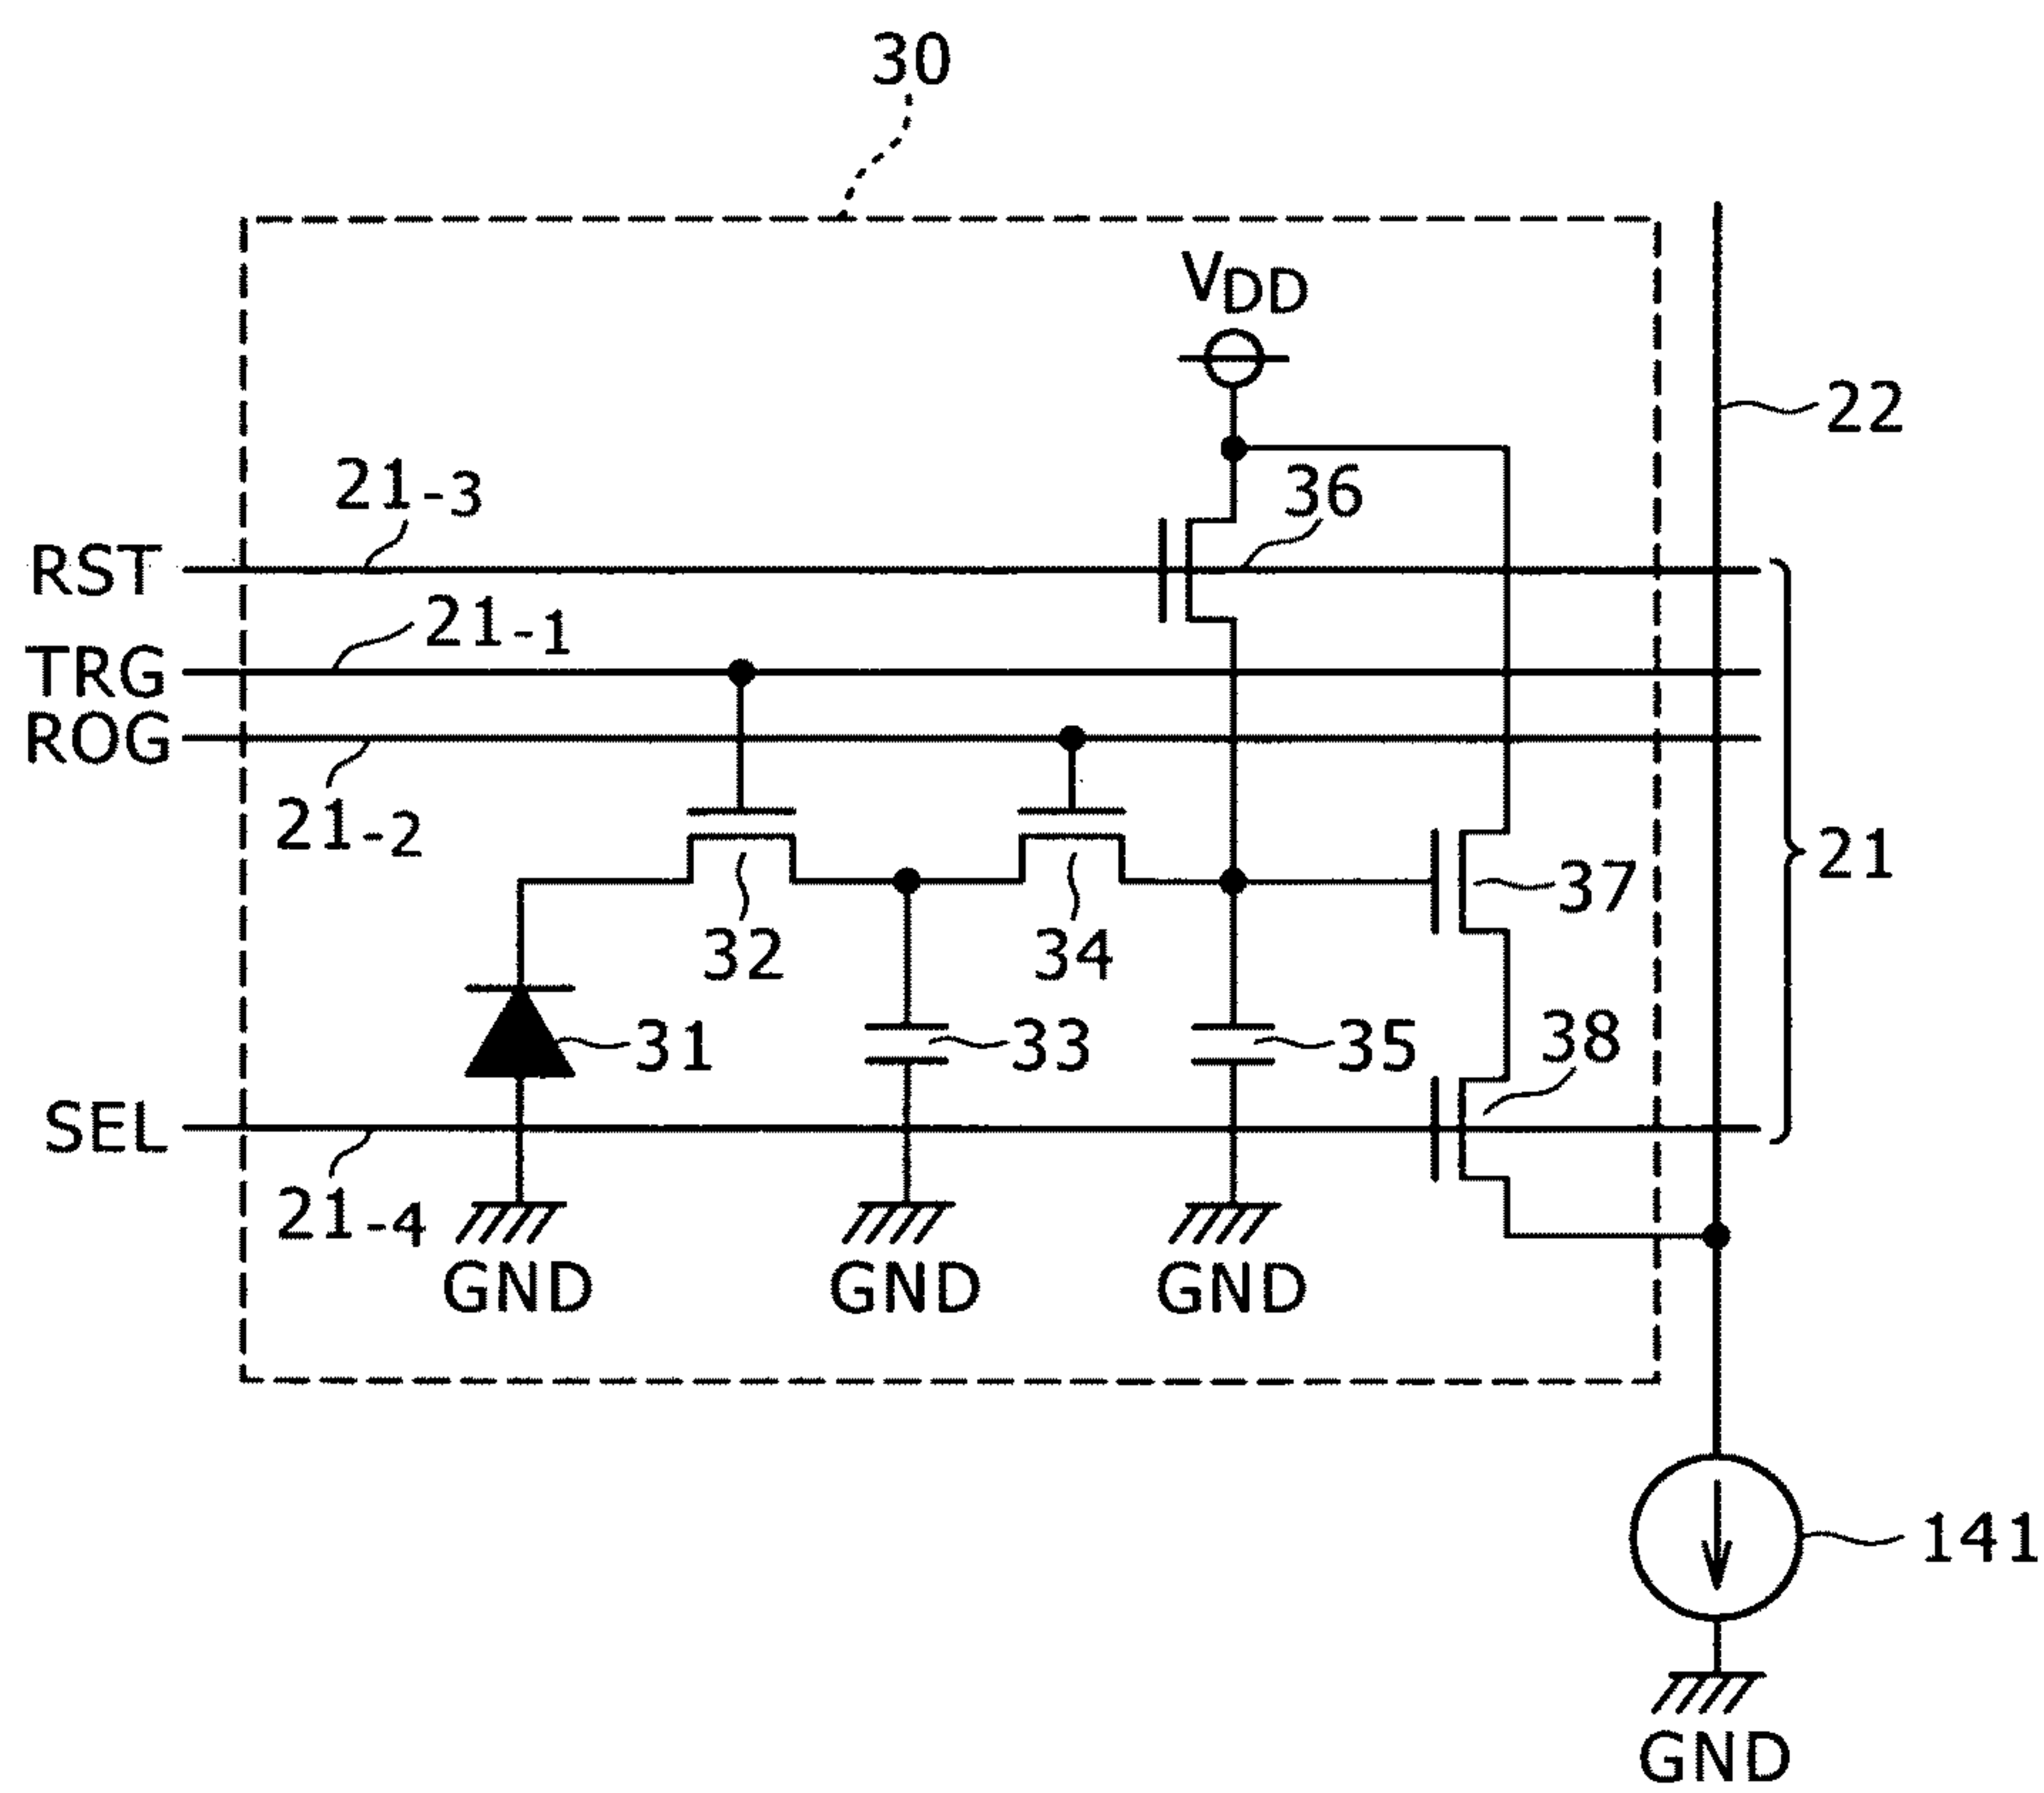 30
VDD
22
21-3
36
RST
21-1
TRG
ROG
21-2
21
37
32
34
31
33
35
38
SEL
21-4
GND
GND
GND
141
GND